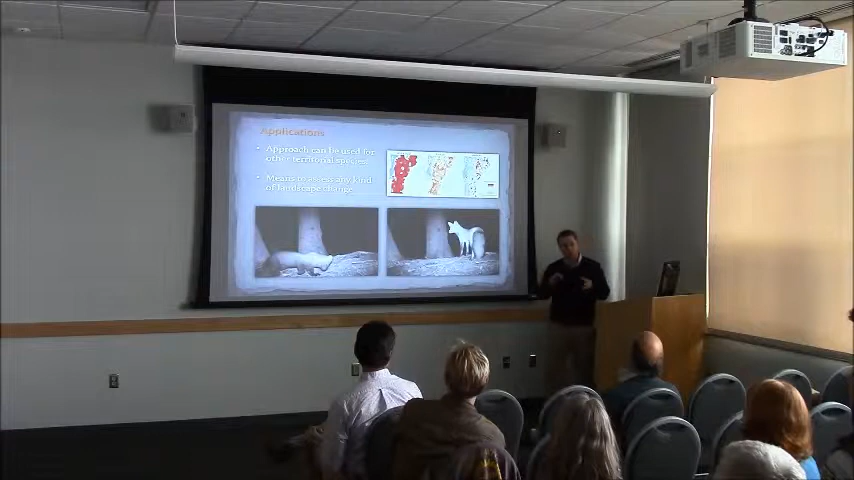 Applications
• Approach can be used for
other territorial species
• Means to assess any kind
of landscape change